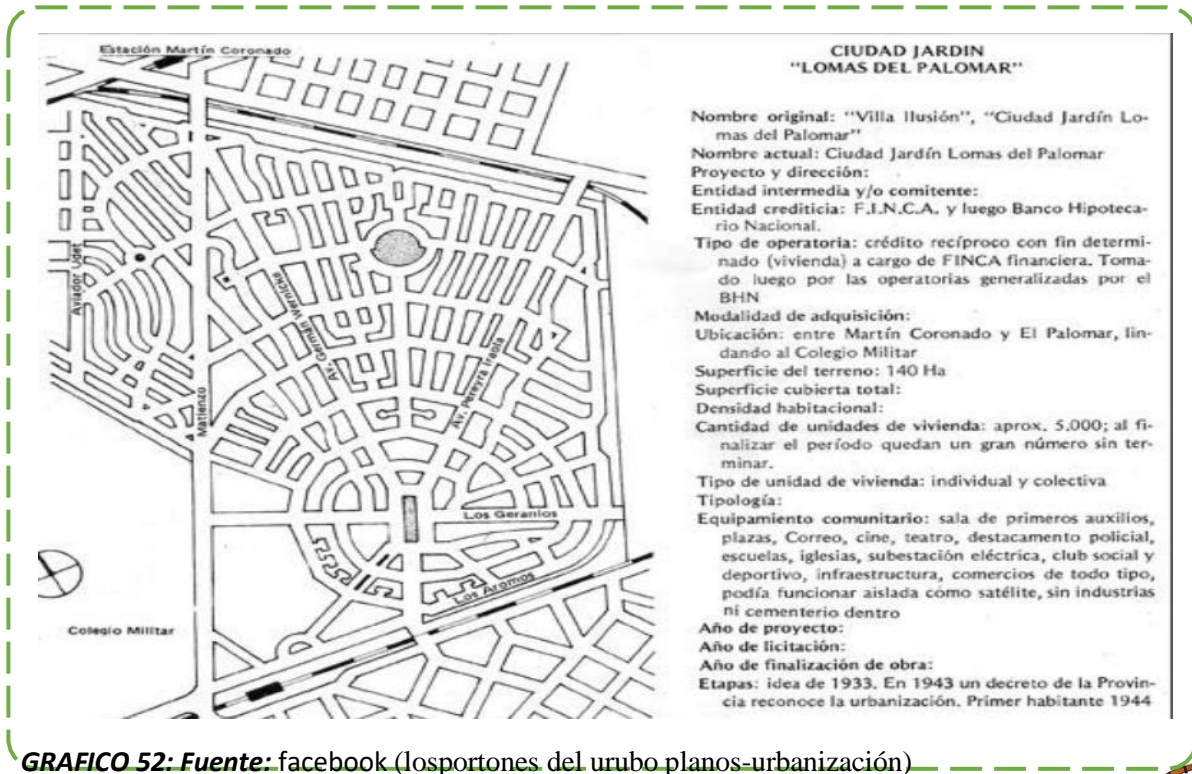 Estación Martín Coronado
Aviador Udet
Matienzo
Av. Germán Wernicke
Av. Pereyra Iraola
Los Geranios
Los Aromos
Colegio Militar
CIUDAD JARDIN
"LOMAS DEL PALOMAR"
Nombre original: "Villa Ilusión", "Ciudad Jardín Lo-
mas del Palomar"
Nombre actual: Ciudad Jardín Lomas del Palomar
Proyecto y dirección:
Entidad intermedia y/o comitente:
Entidad crediticia: F.I.N.C.A. y luego Banco Hipoteca-
rio Nacional.
Tipo de operatoria: crédito recíproco con fin determi-
nado (vivienda) a cargo de FINCA financiera. Toma-
do luego por las operatorias generalizadas por el
BHN
Modalidad de adquisición:
Ubicación: entre Martín Coronado y El Palomar, lin-
dando al Colegio Militar
Superficie del terreno: 140 Ha
Superficie cubierta total:
Densidad habitacional:
Cantidad de unidades de vivienda: aprox. 5.000; al fi-
nalizar el período quedan un gran número sin ter-
minar.
Tipo de unidad de vivienda: individual y colectiva
Tipología:
Equipamiento comunitario: sala de primeros auxilios,
plazas, Correo, cine, teatro, destacamento policial,
escuelas, iglesias, subestación eléctrica, club social y
deportivo, infraestructura, comercios de todo tipo,
podía funcionar aislada cómo satélite, sin industrias
ni cementerio dentro
Año de proyecto:
Año de licitación:
Año de finalización de obra:
Etapas: idea de 1933. En 1943 un decreto de la Provin-
cia reconoce la urbanización. Primer habitante 1944
GRAFICO 52: Fuente: facebook (losportones del urubo planos-urbanización)